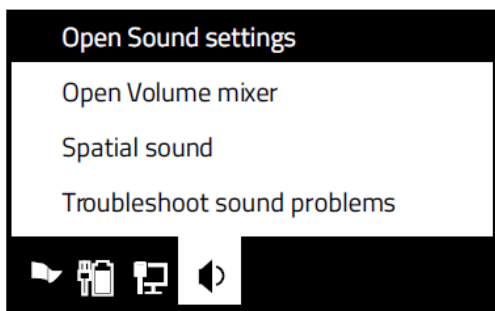 Open Sound settings
Open Volume mixer
Spatial sound
Troubleshoot sound problems